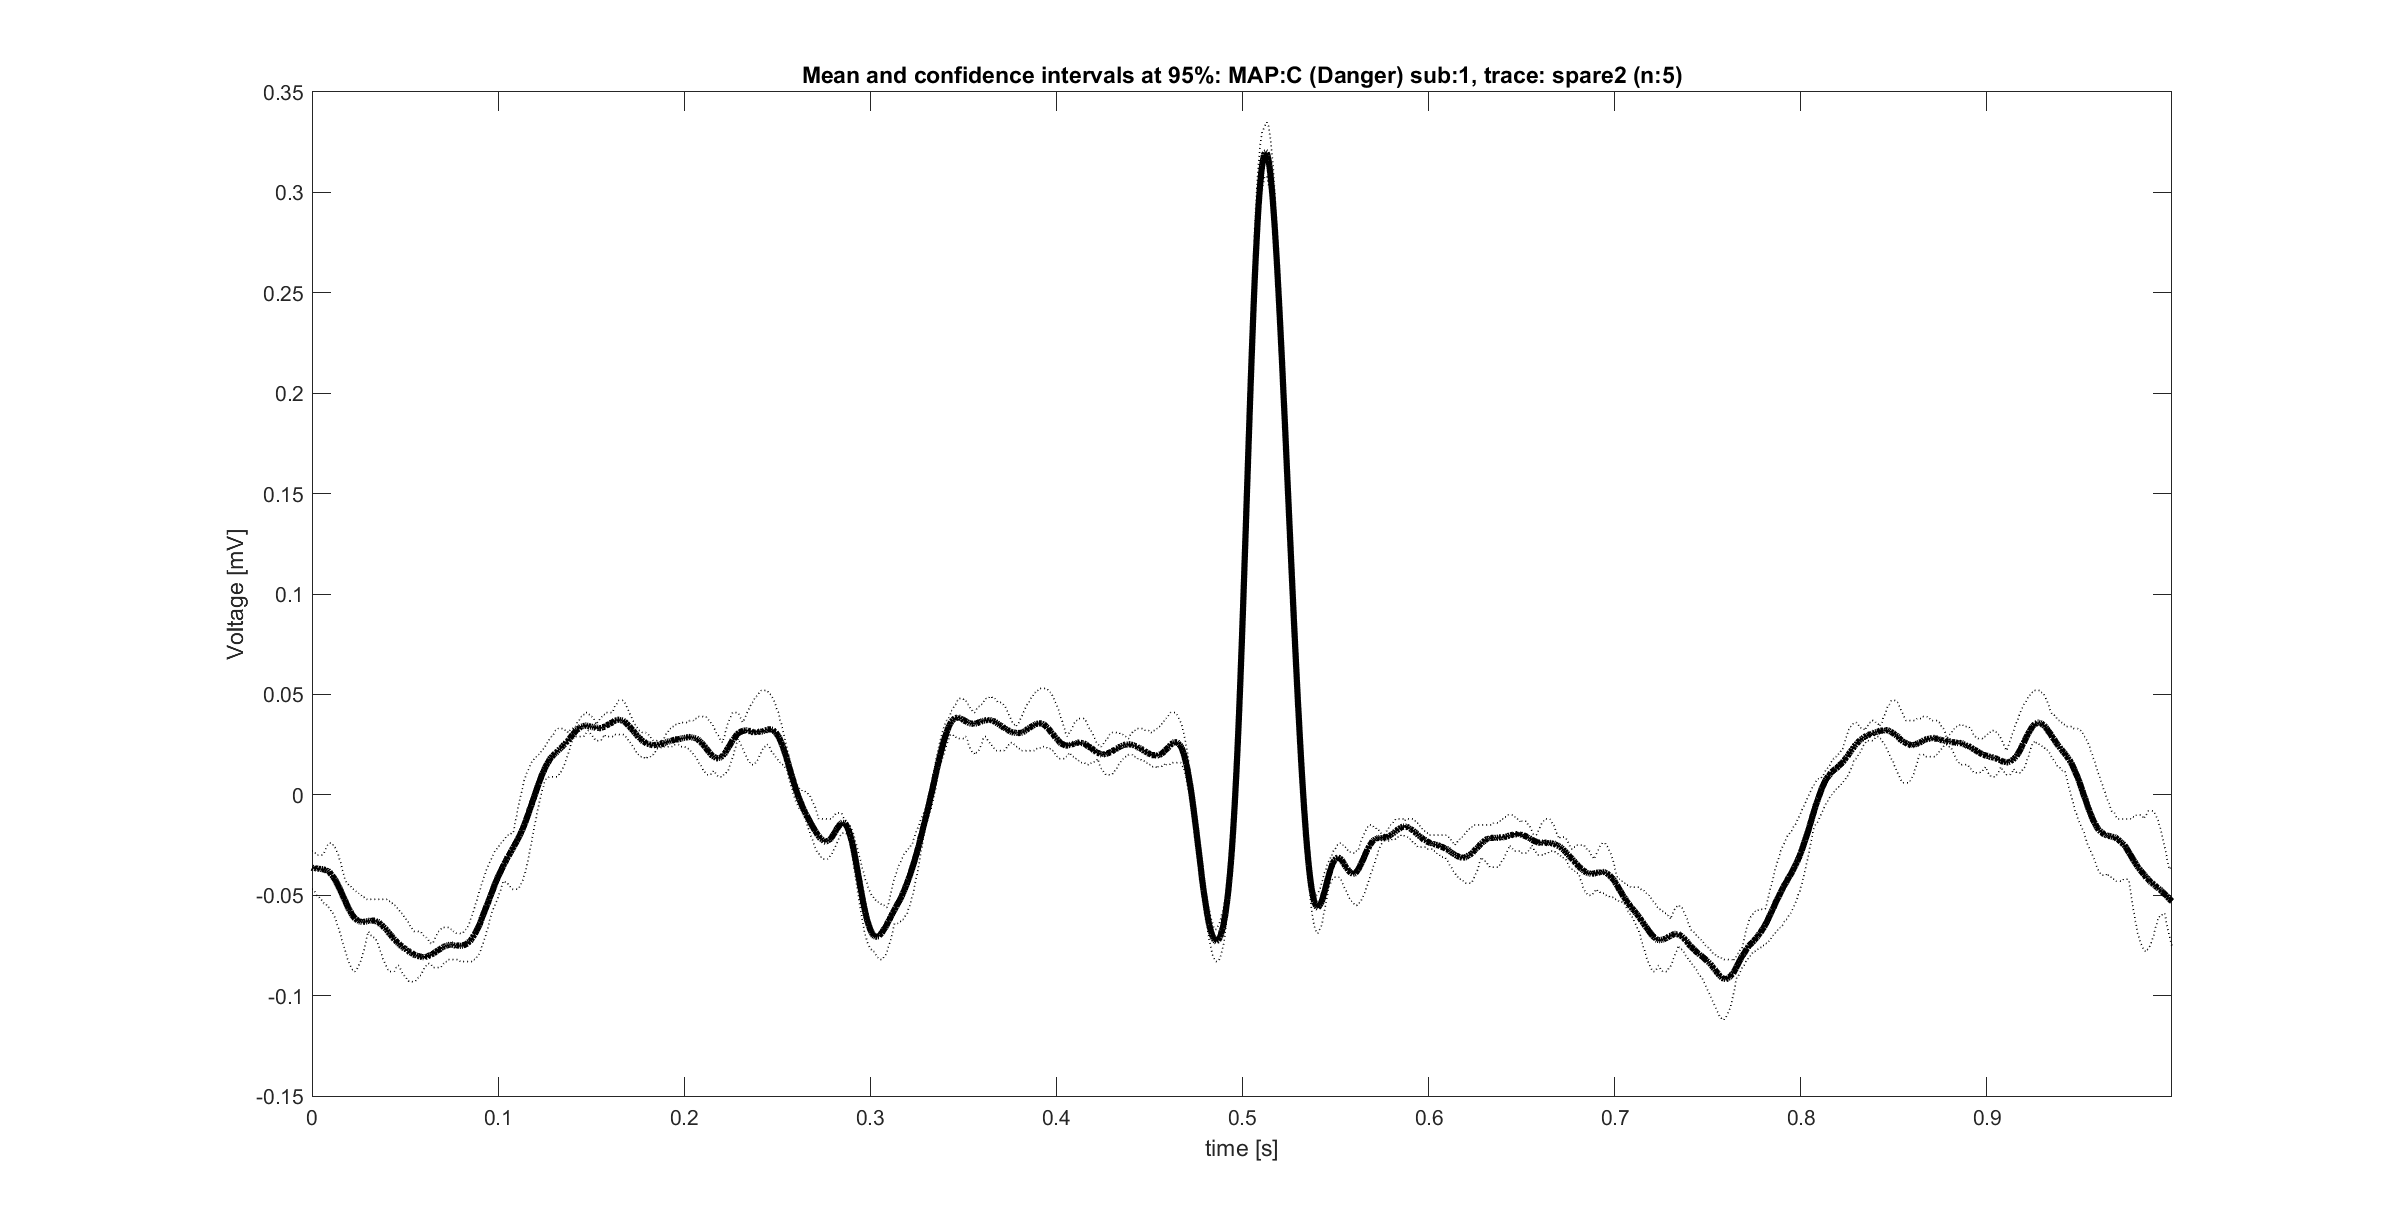 Mean and confidence intervals at 95%: MAP:C (Danger) sub:1, trace: spare2 (n:5)
0.35
0.3
0.25
0.2
0.15
0.1
0.05
0
-0.05
-0.1
-0.15
Voltage [mV]
0 0.1 0.2 0.3 0.4 0.5 0.6 0.7 0.8 0.9
time [s]